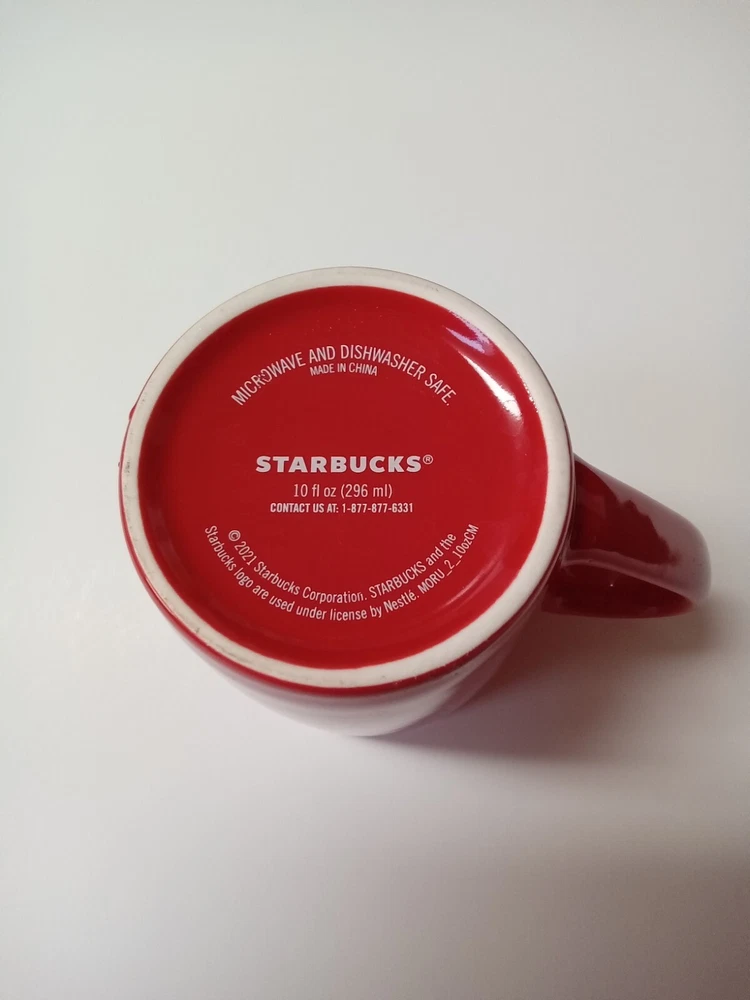 MICROWAVE AND DISHWASHER SAFE.
MADE IN CHINA
STARBUCKS®
10 fl oz (296 ml)
CONTACT US AT: 1-877-877-6331
© 2021 Starbucks Corporation. STARBUCKS and the
Starbucks logo are used under license by Nestlé. MORU_2_10ozCM